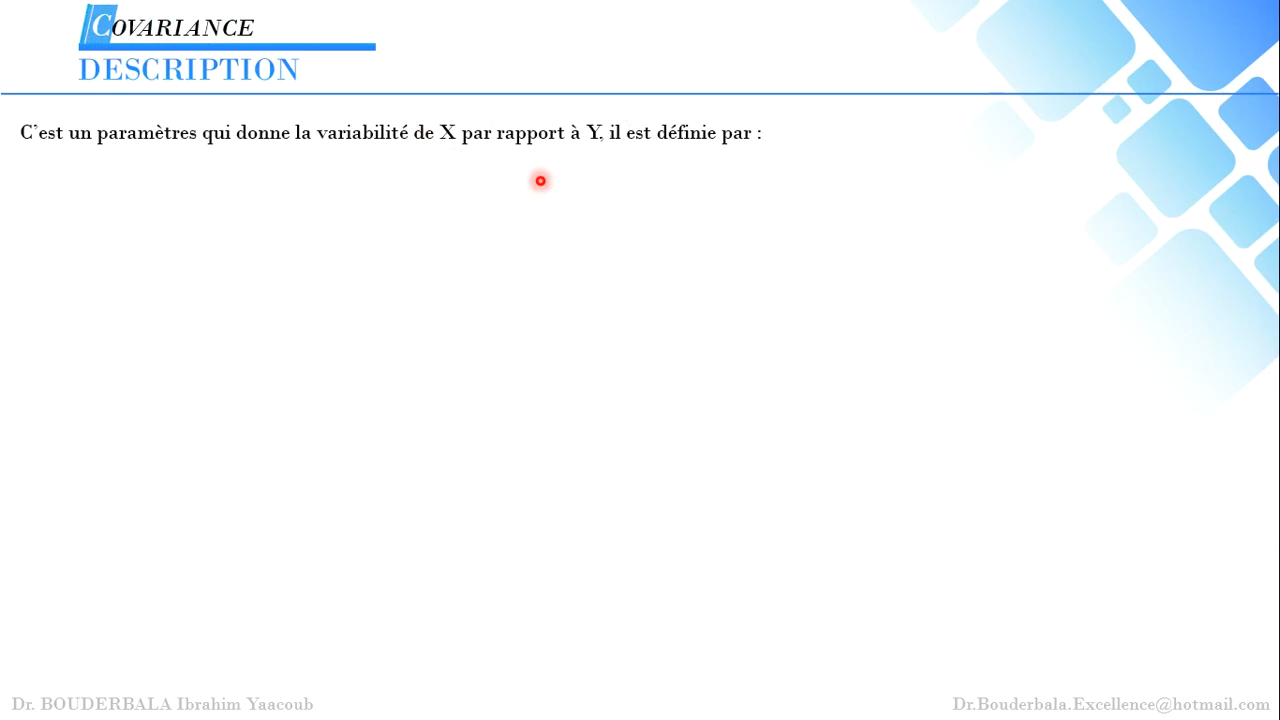 COVARIANCE
DESCRIPTION
C'est un paramètres qui donne la variabilité de X par rapport à Y, il est définie par :
Dr. BOUDERBALA Ibrahim Yaacoub
Dr.Bouderbala.Excellence@hotmail.com